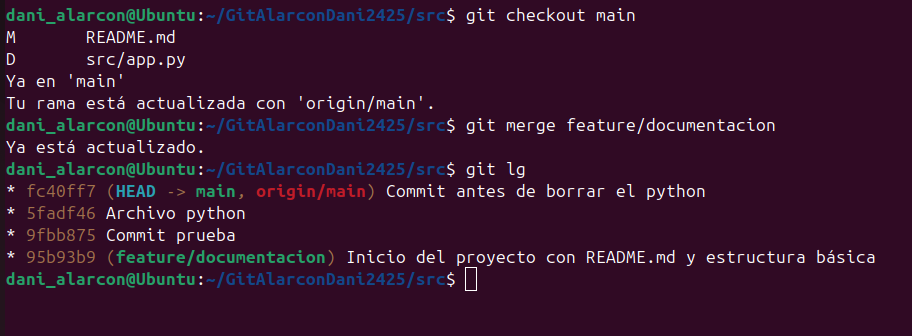 dani_alarcon@Ubuntu:~/GitAlarconDani2425/src$ git checkout main
M       README.md
D       src/app.py
Ya en 'main'
Tu rama está actualizada con 'origin/main'.
dani_alarcon@Ubuntu:~/GitAlarconDani2425/src$ git merge feature/documentacion
Ya está actualizado.
dani_alarcon@Ubuntu:~/GitAlarconDani2425/src$ git lg
* fc40ff7 (HEAD -> main, origin/main) Commit antes de borrar el python
* 5fadf46 Archivo python
* 9fbb875 Commit prueba
* 95b93b9 (feature/documentacion) Inicio del proyecto con README.md y estructura básica
dani_alarcon@Ubuntu:~/GitAlarconDani2425/src$